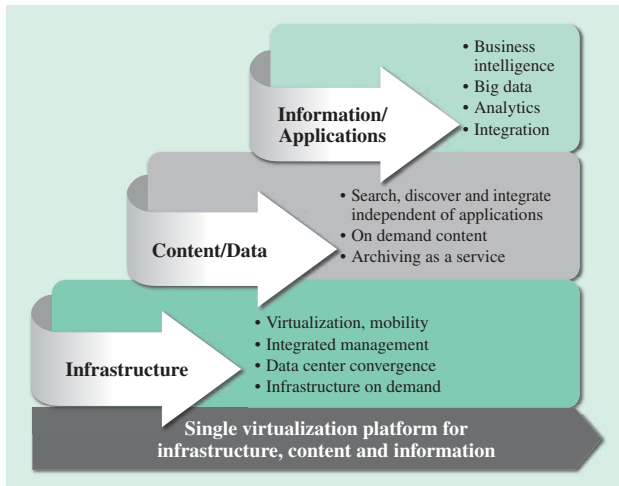 Information/
Applications
• Business
intelligence
• Big data
• Analytics
• Integration
Content/Data
• Search, discover and integrate
independent of applications
• On demand content
• Archiving as a service
Infrastructure
• Virtualization, mobility
• Integrated management
• Data center convergence
• Infrastructure on demand
Single virtualization platform for
infrastructure, content and information